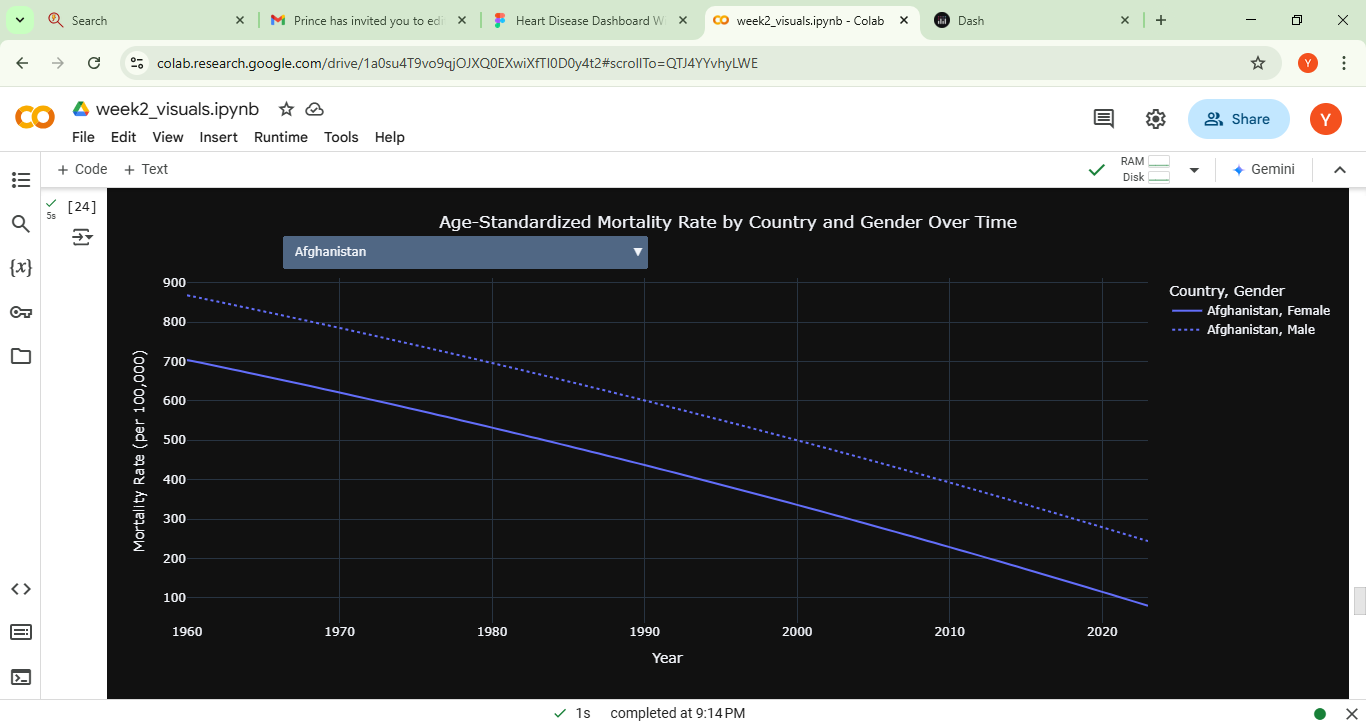 Search
Prince has invited you to edi
Heart Disease Dashboard W
week2_visuals.ipynb - Colab
Dash
colab.research.google.com/drive/1a0su4T9vo9qjOJXQ0EXwiXfTI0D0y4t2#scrollTo=QTJ4YYvhyLWE
Y
week2_visuals.ipynb
File Edit View Insert Runtime Tools Help
Share
Y
+ Code + Text
RAM
Disk
Gemini
[24]
5s
{x}
Age-Standardized Mortality Rate by Country and Gender Over Time
Afghanistan
Country, Gender
Afghanistan, Female
Afghanistan, Male
Mortality Rate (per 100,000)
900
800
700
600
500
400
300
200
100
1960 1970 1980 1990 2000 2010 2020
Year
1s completed at 9:14 PM